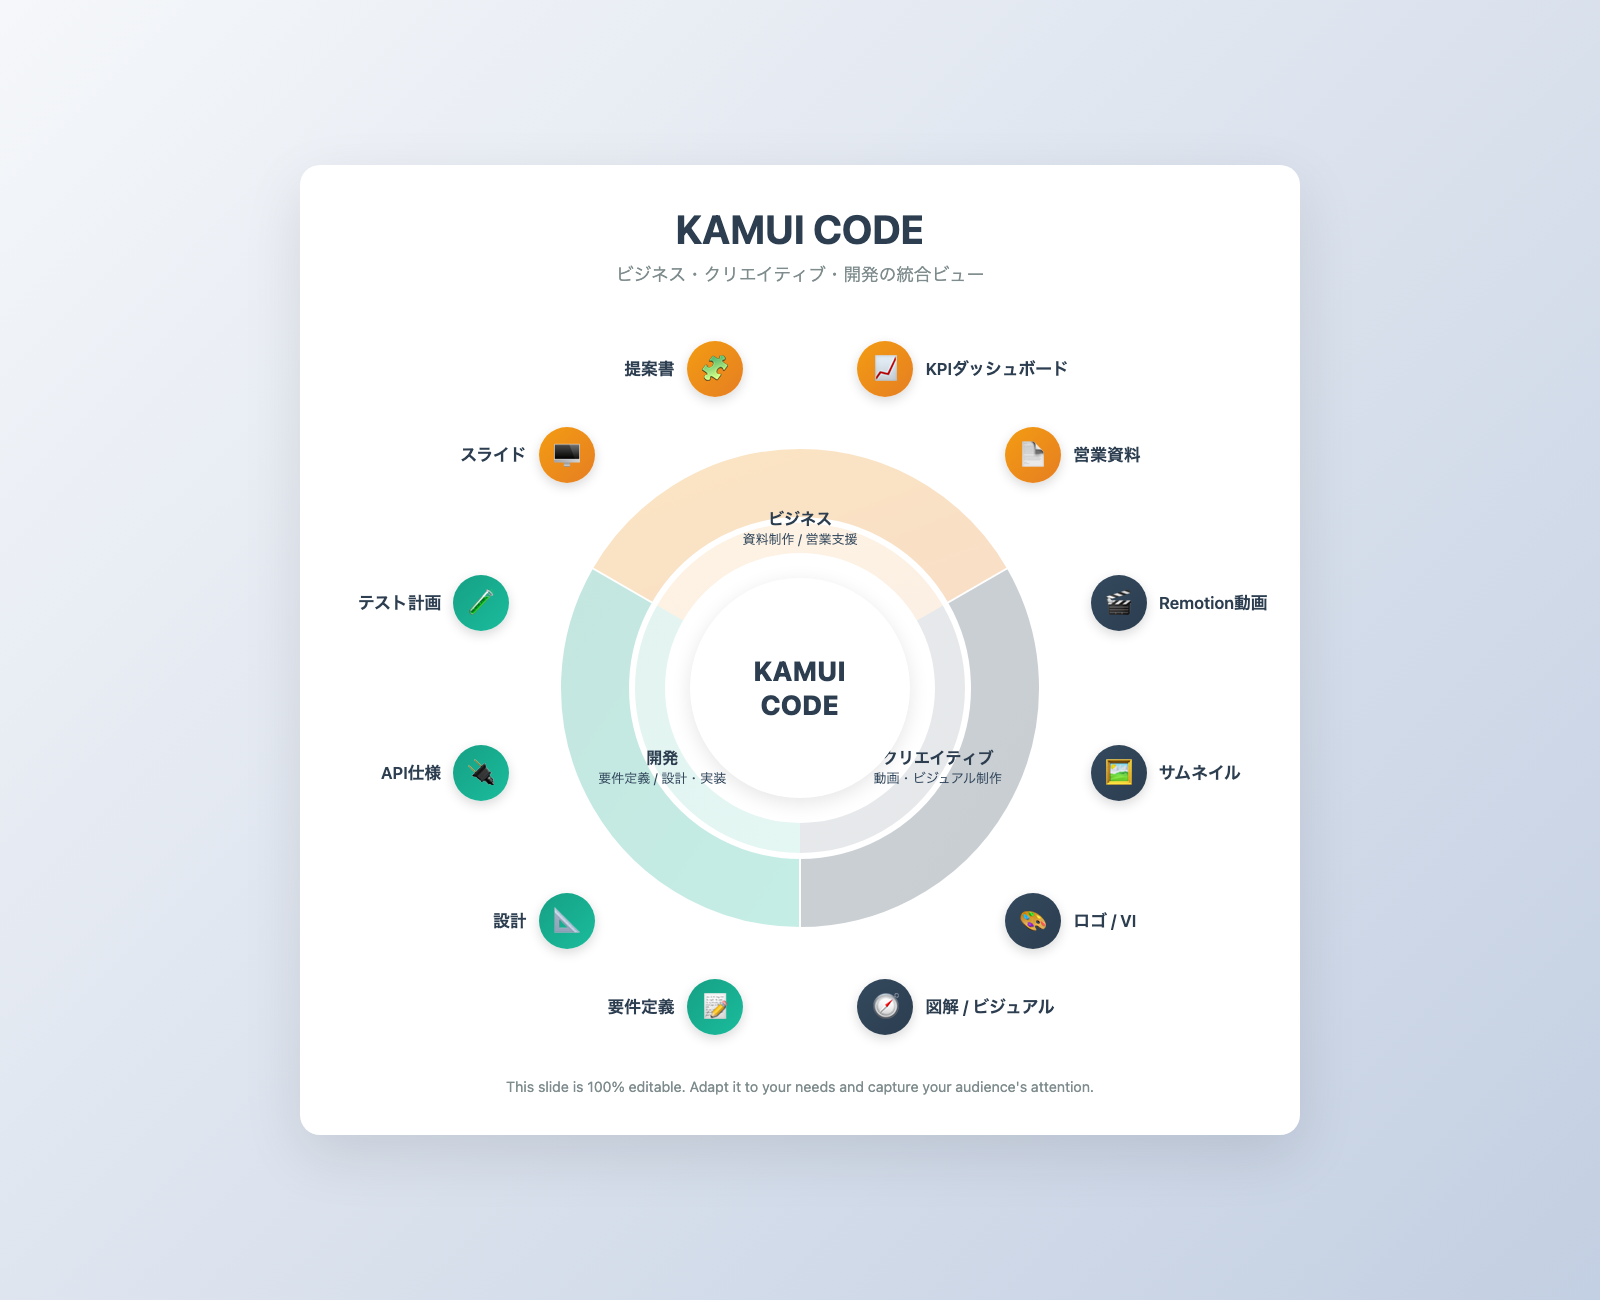 KAMUI CODE
ビジネス・クリエイティブ・開発の統合ビュー
提案書
KPIダッシュボード
スライド
営業資料
ビジネス
資料制作 / 営業支援
テスト計画
Remotion動画
KAMUI
CODE
開発
要件定義 / 設計・実装
クリエイティブ
動画・ビジュアル制作
API仕様
サムネイル
設計
ロゴ / VI
要件定義
図解 / ビジュアル
This slide is 100% editable. Adapt it to your needs and capture your audience's attention.